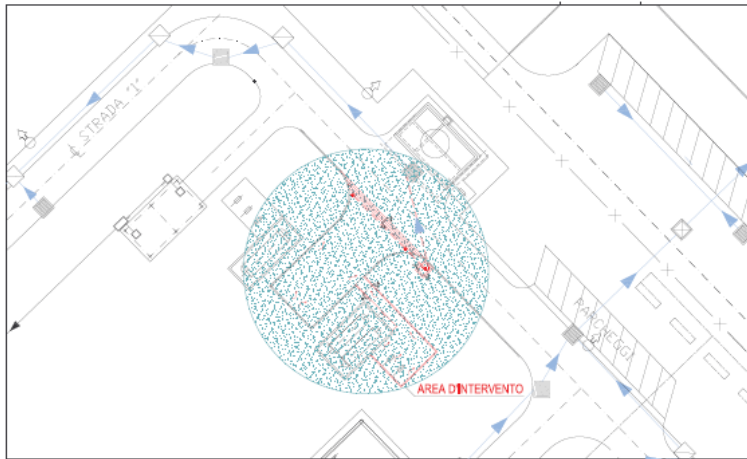 ℄ STRADA "1"
PARCHEGGI
AREA D'INTERVENTO